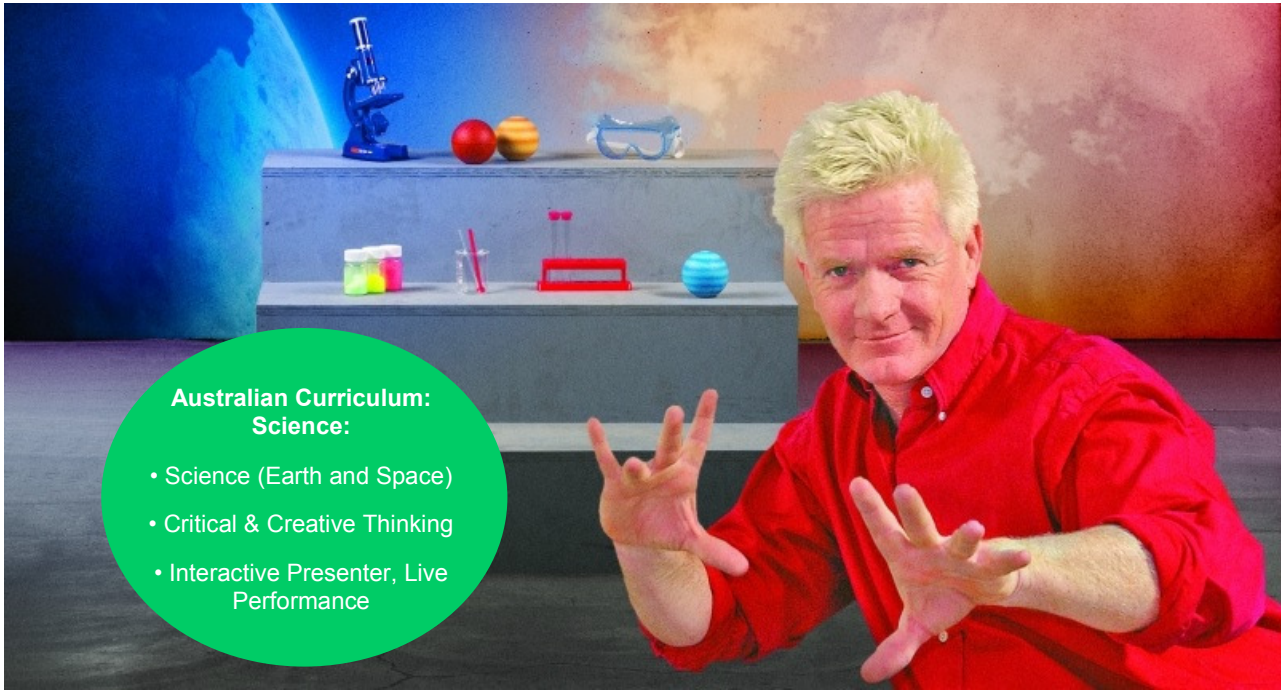 Australian Curriculum:
Science:
• Science (Earth and Space)
• Critical & Creative Thinking
• Interactive Presenter, Live
Performance